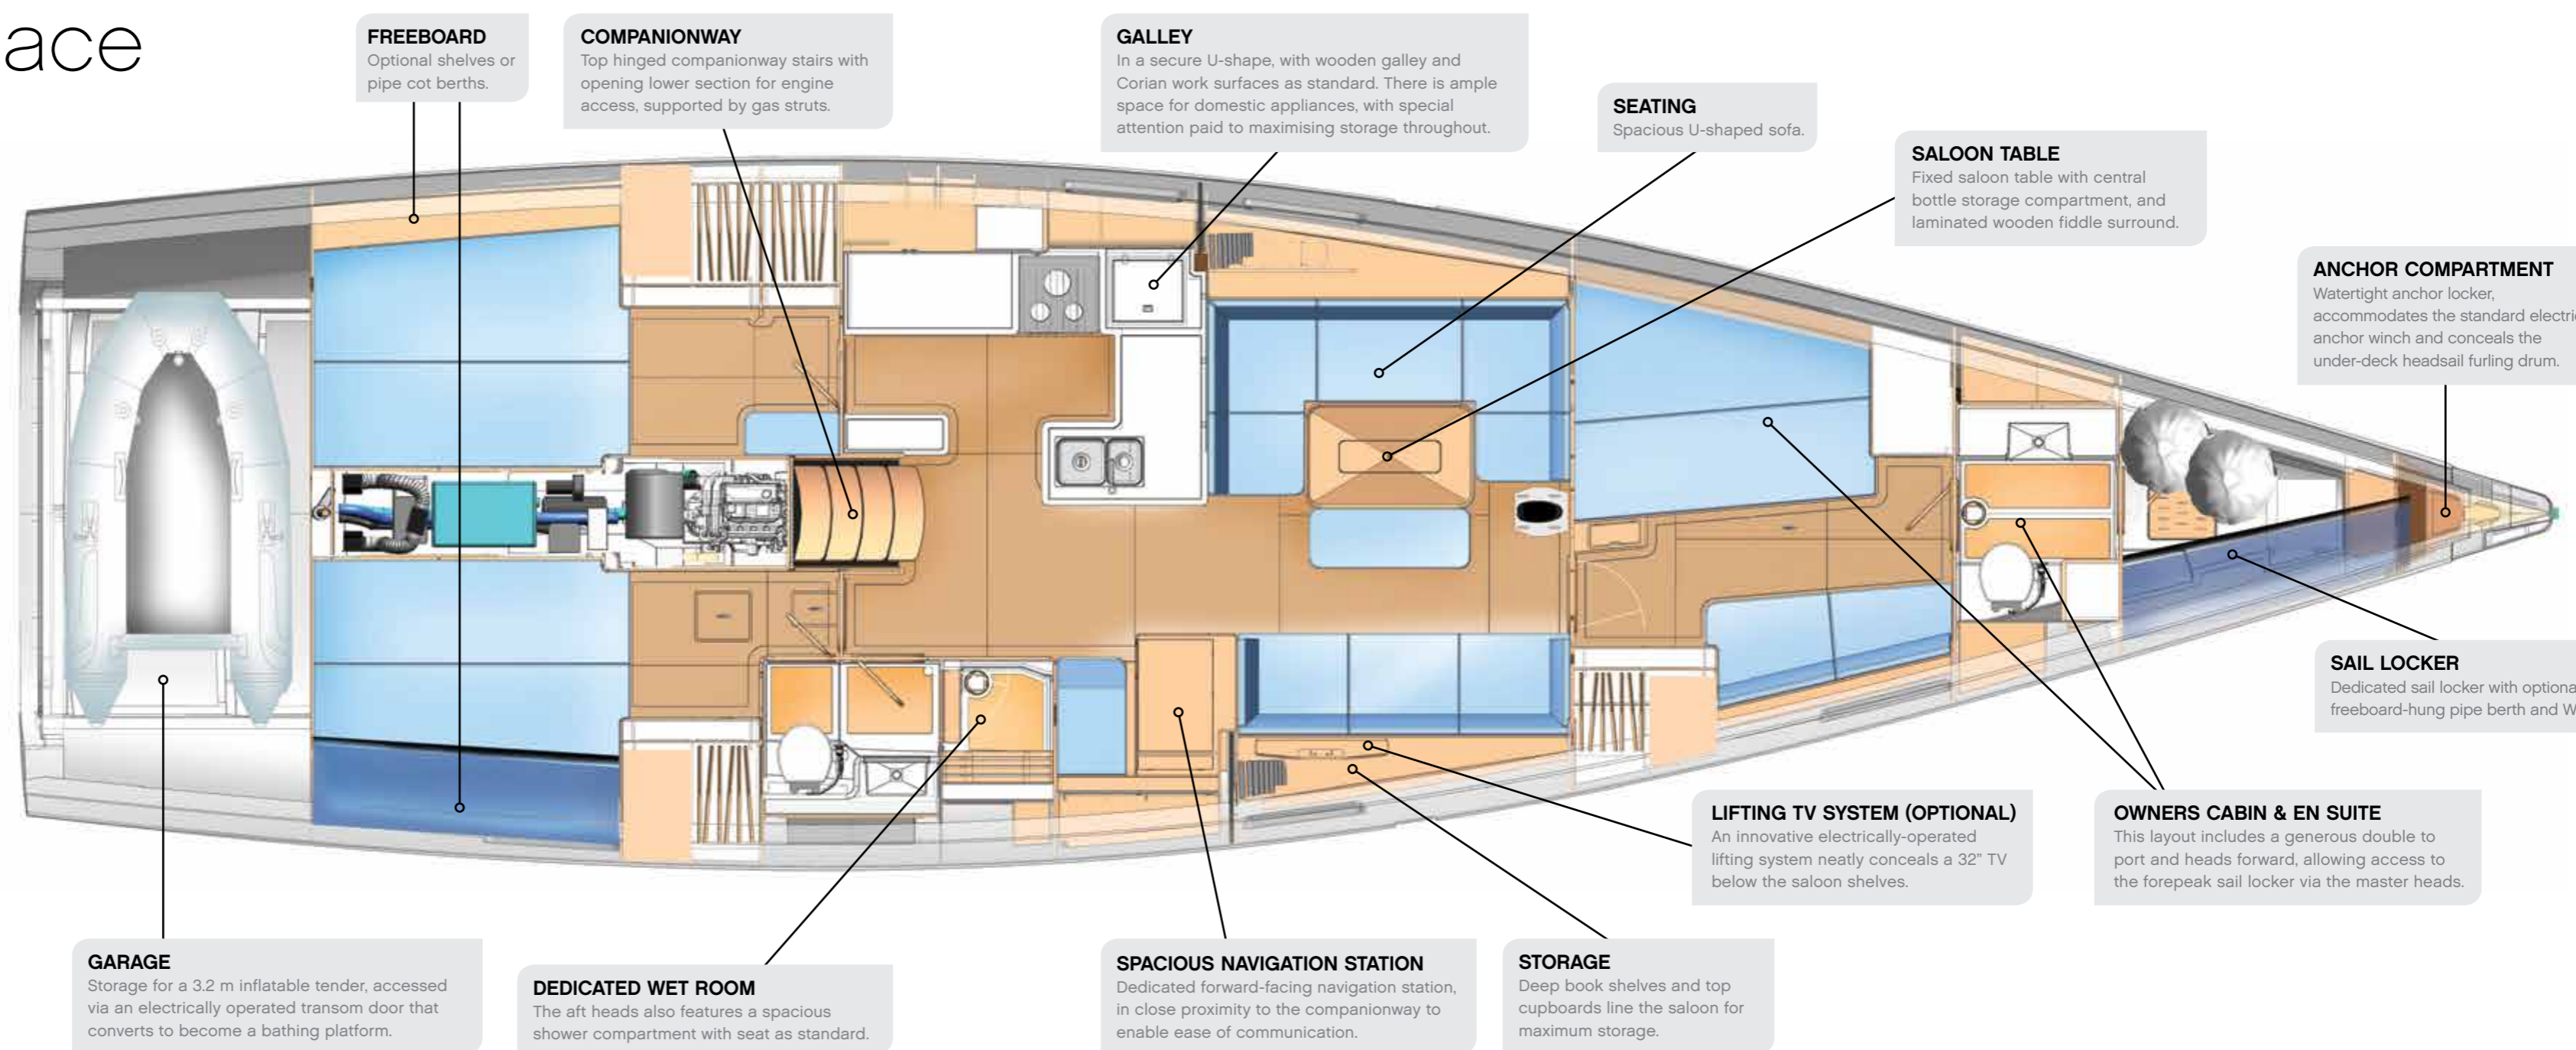 ace
FREEBOARD
Optional shelves or
pipe cot berths.
COMPANIONWAY
Top hinged companionway stairs with
opening lower section for engine
access, supported by gas struts.
GALLEY
In a secure U-shape, with wooden galley and
Corian work surfaces as standard. There is ample
space for domestic appliances, with special
attention paid to maximising storage throughout.
SEATING
Spacious U-shaped sofa.
SALOON TABLE
Fixed saloon table with central
bottle storage compartment, and
laminated wooden fiddle surround.
ANCHOR COMPARTMENT
Watertight anchor locker,
accommodates the standard electri
anchor winch and conceals the
under-deck headsail furling drum.
SAIL LOCKER
Dedicated sail locker with optiona
freeboard-hung pipe berth and W
LIFTING TV SYSTEM (OPTIONAL)
An innovative electrically-operated
lifting system neatly conceals a 32” TV
below the saloon shelves.
OWNERS CABIN & EN SUITE
This layout includes a generous double to
port and heads forward, allowing access to
the forepeak sail locker via the master heads.
GARAGE
Storage for a 3.2 m inflatable tender, accessed
via an electrically operated transom door that
converts to become a bathing platform.
DEDICATED WET ROOM
The aft heads also features a spacious
shower compartment with seat as standard.
SPACIOUS NAVIGATION STATION
Dedicated forward-facing navigation station,
in close proximity to the companionway to
enable ease of communication.
STORAGE
Deep book shelves and top
cupboards line the saloon for
maximum storage.